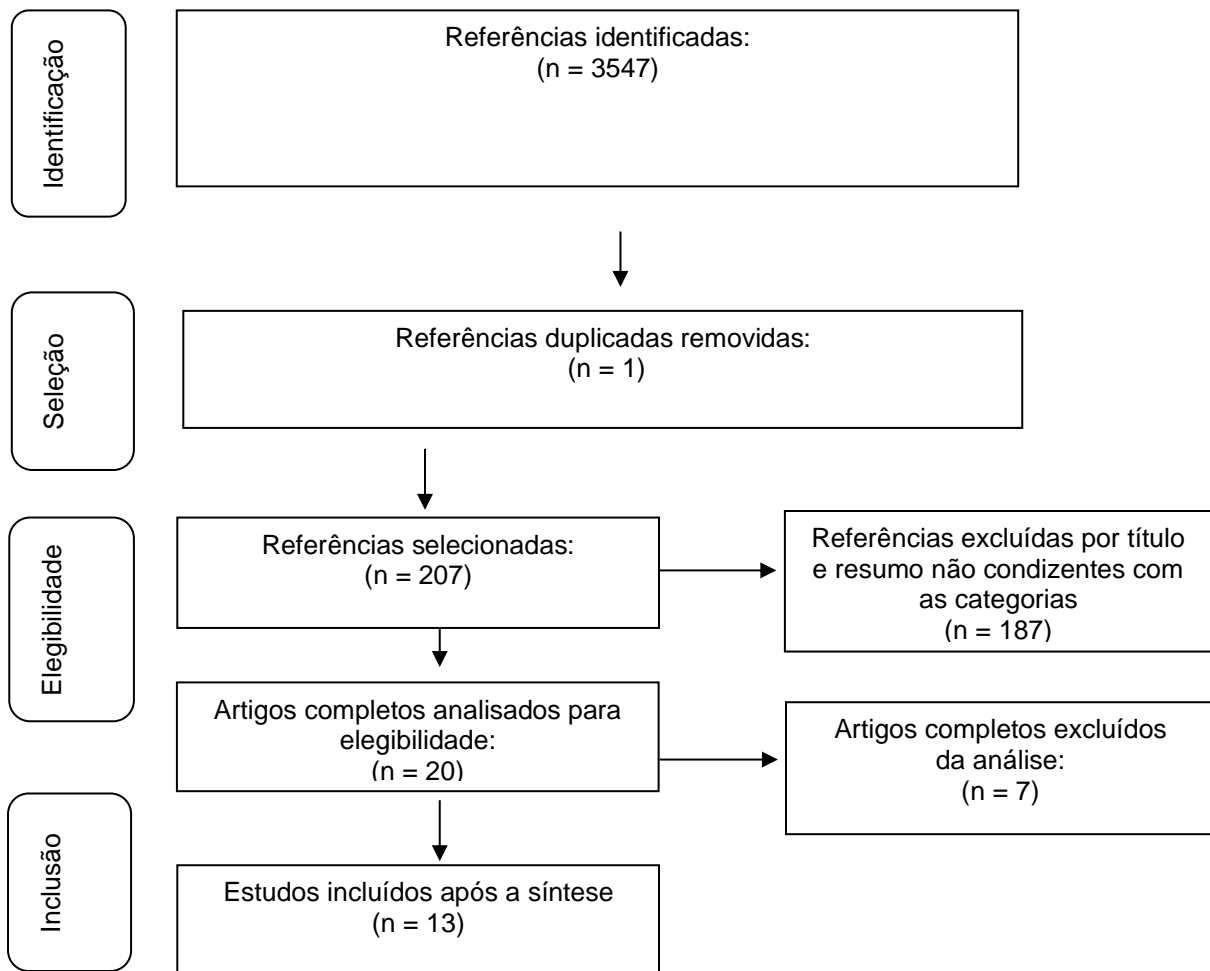 Identificação
Referências identificadas:
(n = 3547)
Seleção
Referências duplicadas removidas:
(n = 1)
Elegibilidade
Referências selecionadas:
(n = 207)
Referências excluídas por título
e resumo não condizentes com
as categorias
(n = 187)
Artigos completos analisados para
elegibilidade:
(n = 20)
Artigos completos excluídos
da análise:
(n = 7)
Inclusão
Estudos incluídos após a síntese
(n = 13)